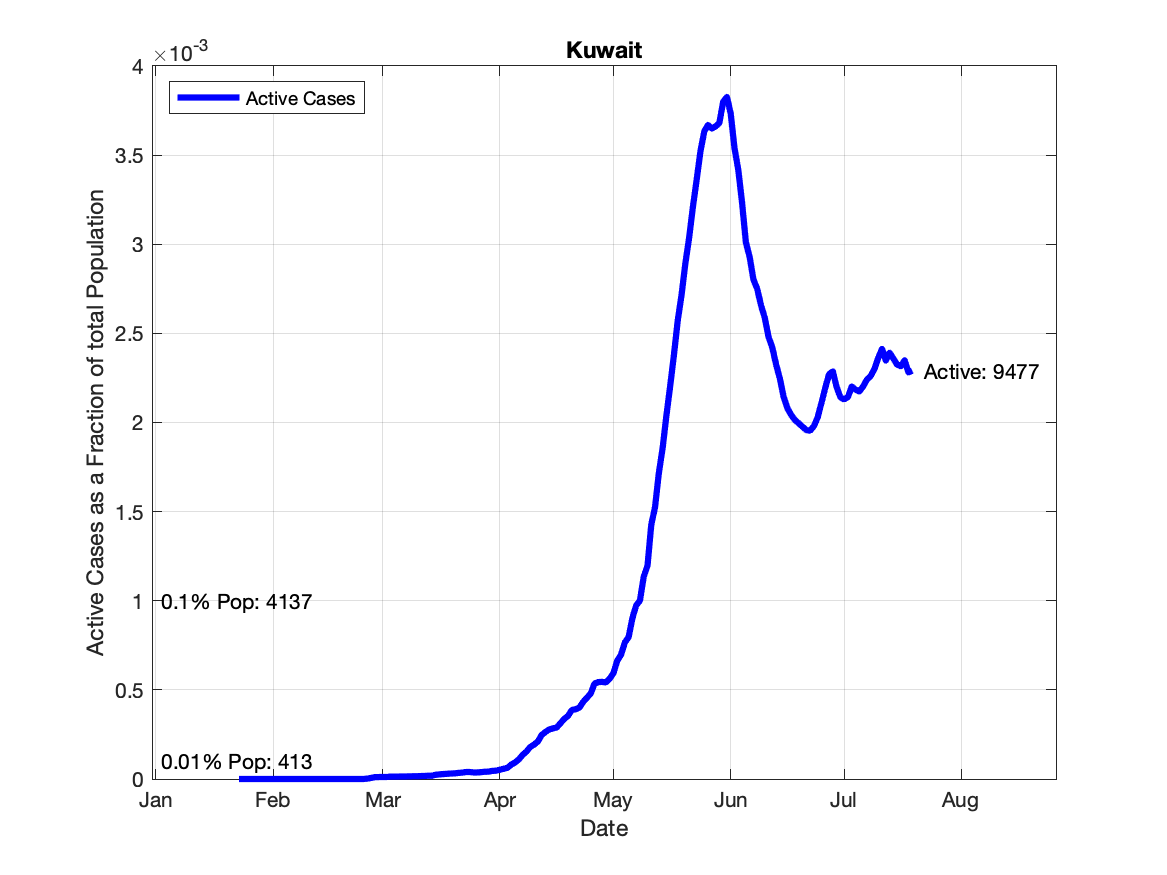 Kuwait
×10-3
Active Cases
4
3.5
3
2.5
2
1.5
1
0.5
0
Active Cases as a Fraction of total Population
Active: 9477
0.1% Pop: 4137
0.01% Pop: 413
Jan Feb Mar Apr May Jun Jul Aug
Date